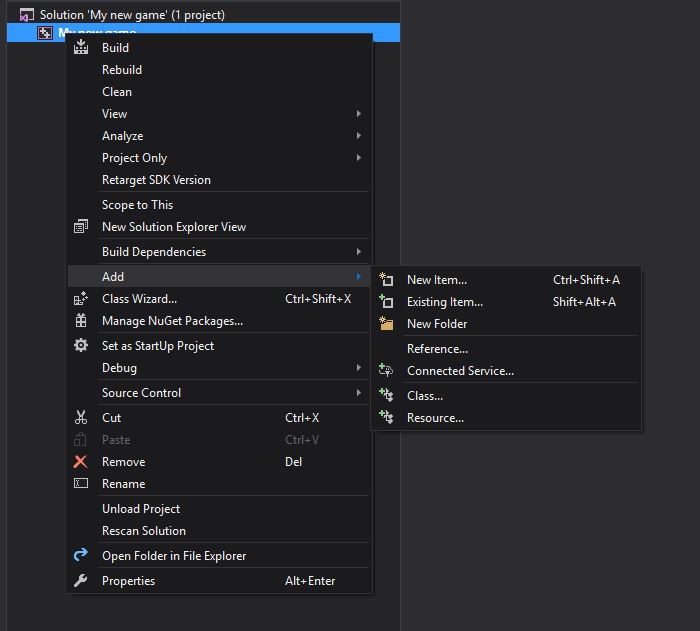 Solution 'My new game' (1 project)
My new game
Build
Rebuild
Clean
View
Analyze
Project Only
Retarget SDK Version
Scope to This
New Solution Explorer View
Build Dependencies
Add
Class Wizard... Ctrl+Shift+X
Manage NuGet Packages...
Set as StartUp Project
Debug
Source Control
Cut Ctrl+X
Paste Ctrl+V
Remove Del
Rename
Unload Project
Rescan Solution
Open Folder in File Explorer
Properties Alt+Enter
New Item... Ctrl+Shift+A
Existing Item... Shift+Alt+A
New Folder
Reference...
Connected Service...
Class...
Resource...